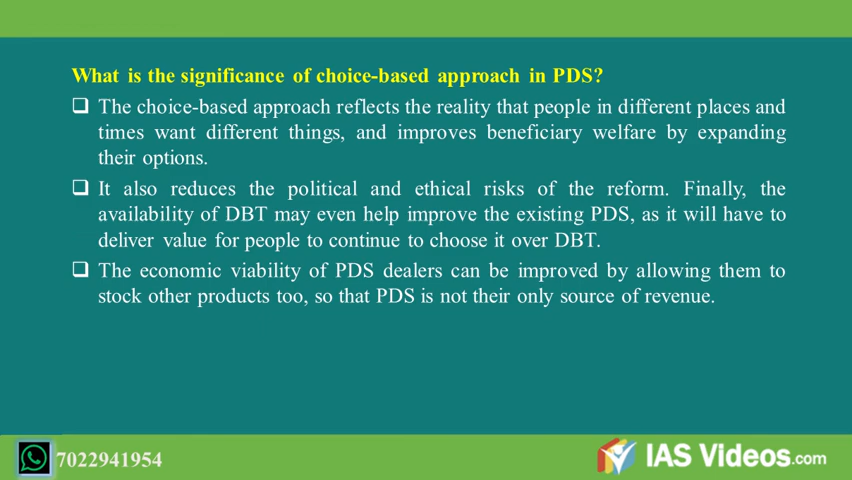 What is the significance of choice-based approach in PDS?
❑ The choice-based approach reflects the reality that people in different places and
times want different things, and improves beneficiary welfare by expanding
their options.
❑ It also reduces the political and ethical risks of the reform. Finally, the
availability of DBT may even help improve the existing PDS, as it will have to
deliver value for people to continue to choose it over DBT.
❑ The economic viability of PDS dealers can be improved by allowing them to
stock other products too, so that PDS is not their only source of revenue.
7022941954
IAS Videos.com